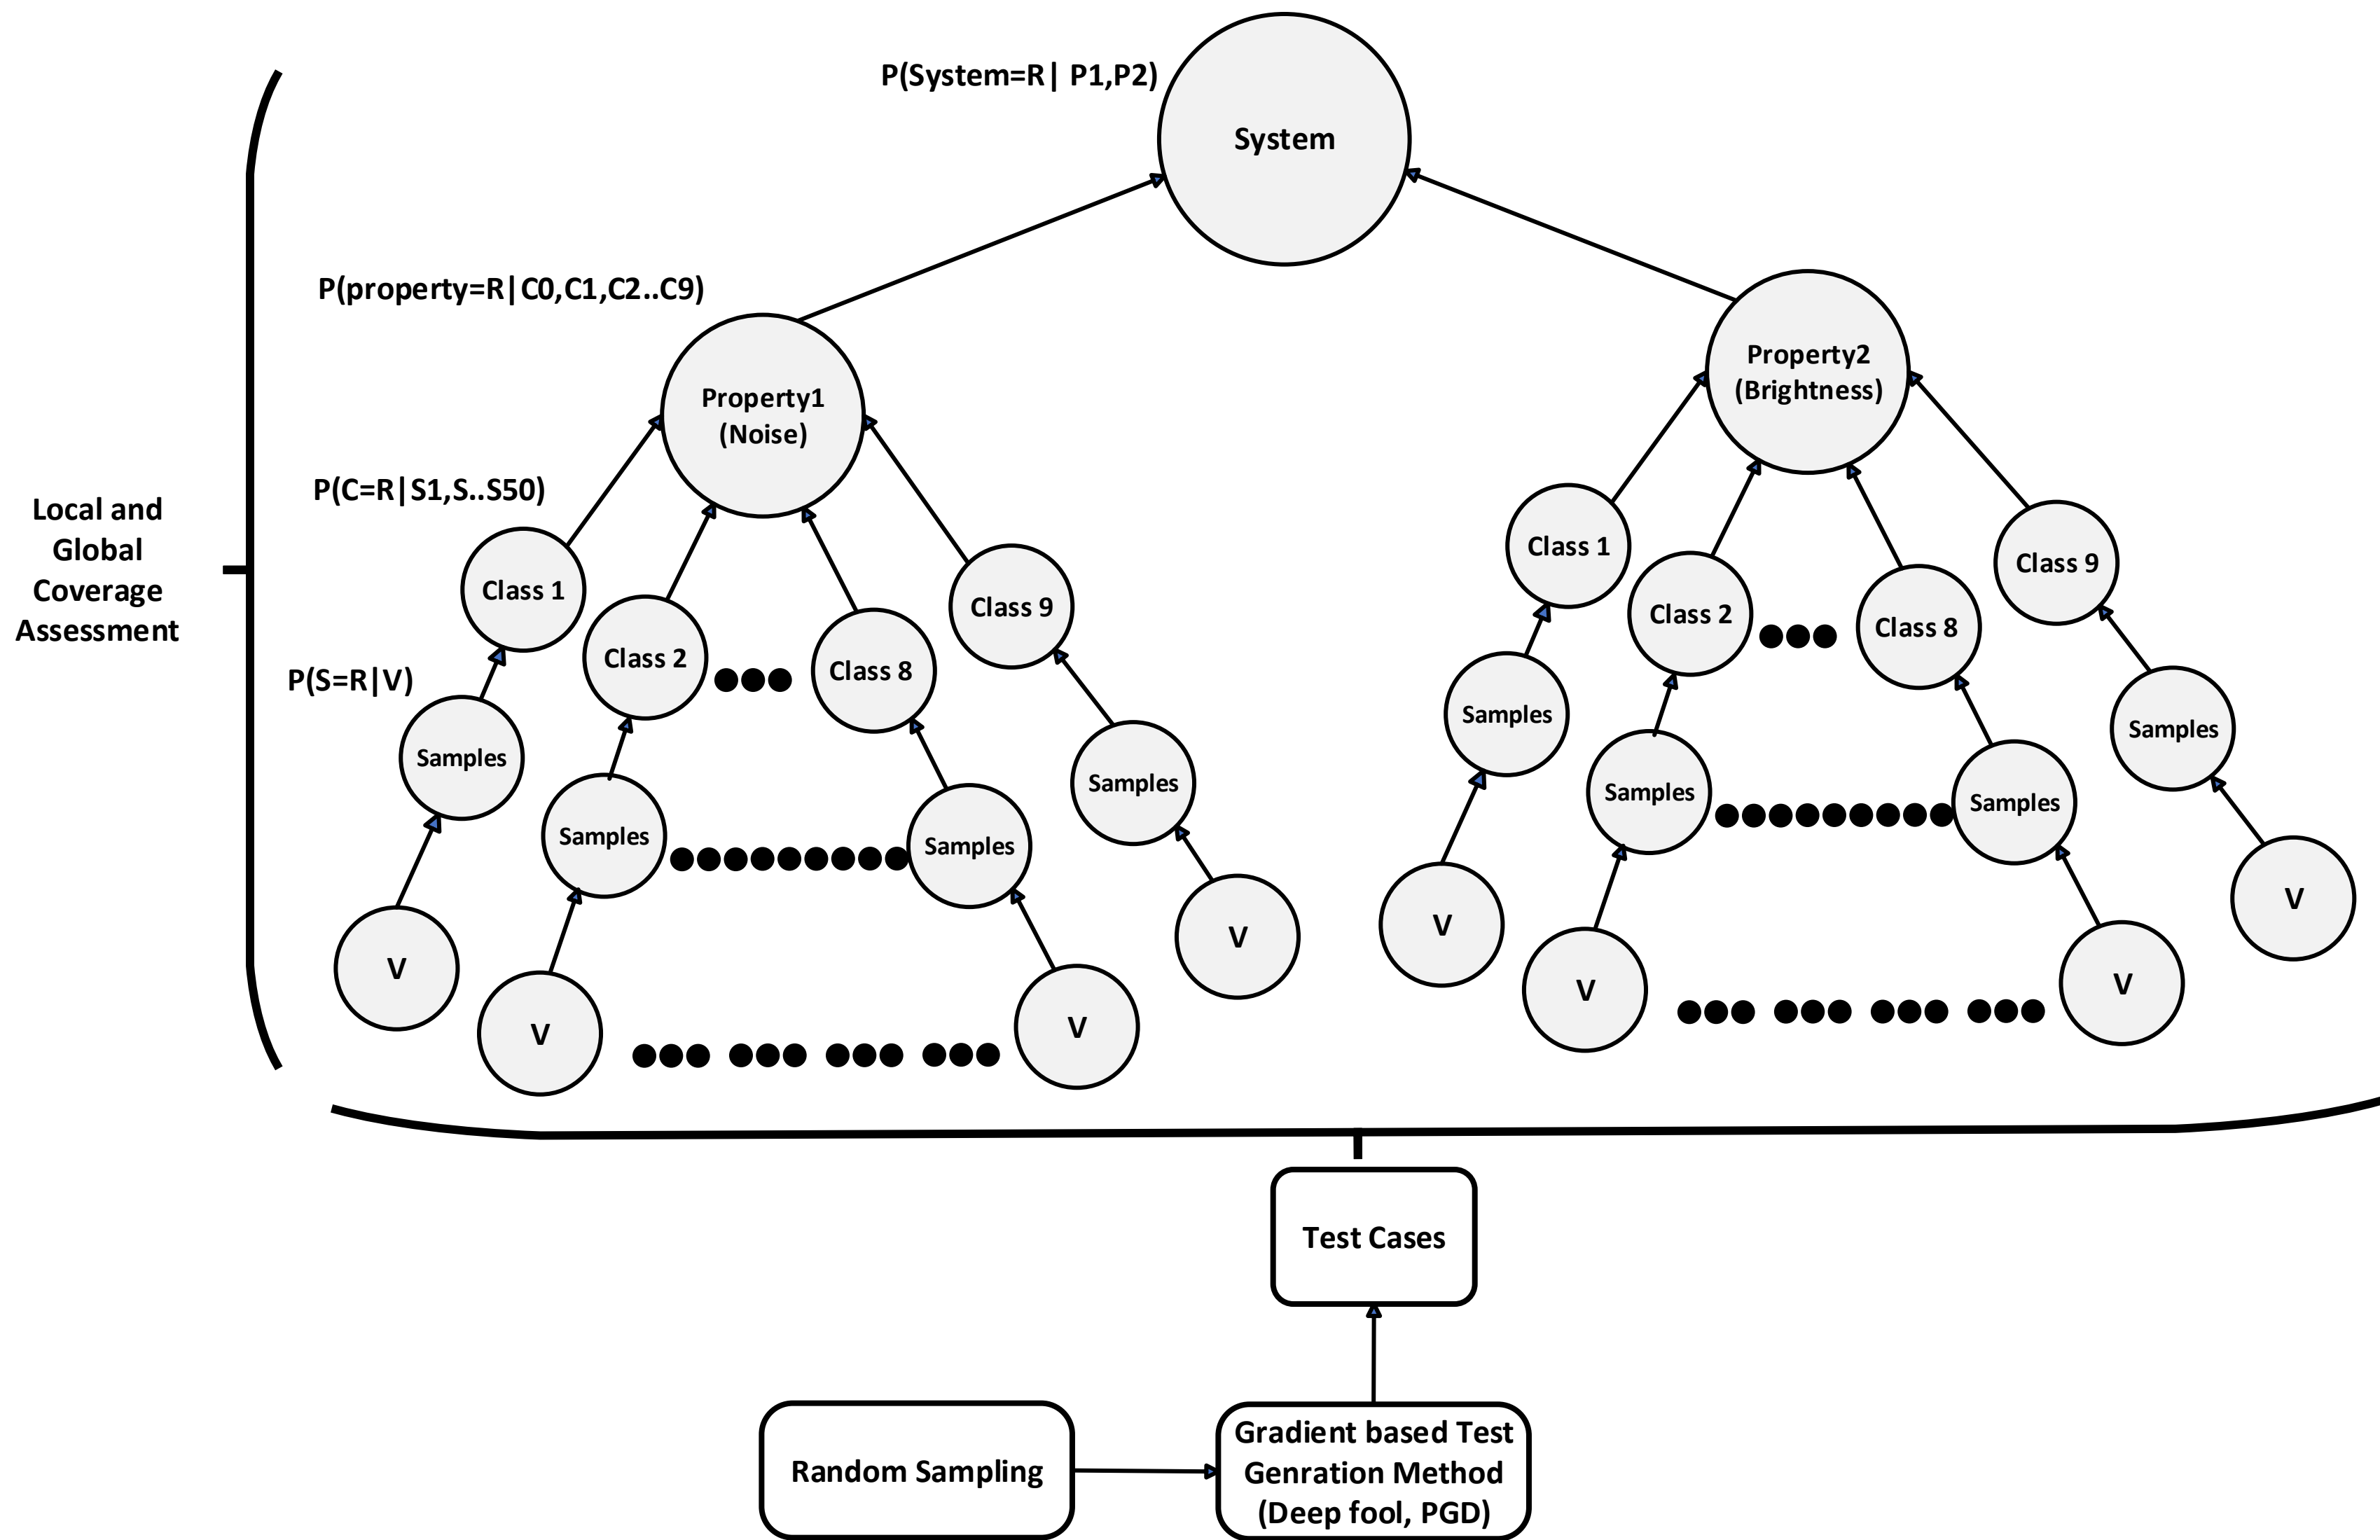 P(System=R| P1,P2)
System
P(property=R|C0,C1,C2..C9)
Property1
(Noise)
Property2
(Brightness)
P(C=R|S1,S..S50)
Local and
Global
Coverage
Assessment
Class 1
Class 2
Class 8
Class 9
Class 1
Class 2
Class 8
Class 9
P(S=R|V)
Samples
Samples
Samples
Samples
Samples
Samples
Samples
Samples
V
V
V
V
V
V
V
V
Test Cases
Random Sampling
Gradient based Test
Genration Method
(Deep fool, PGD)